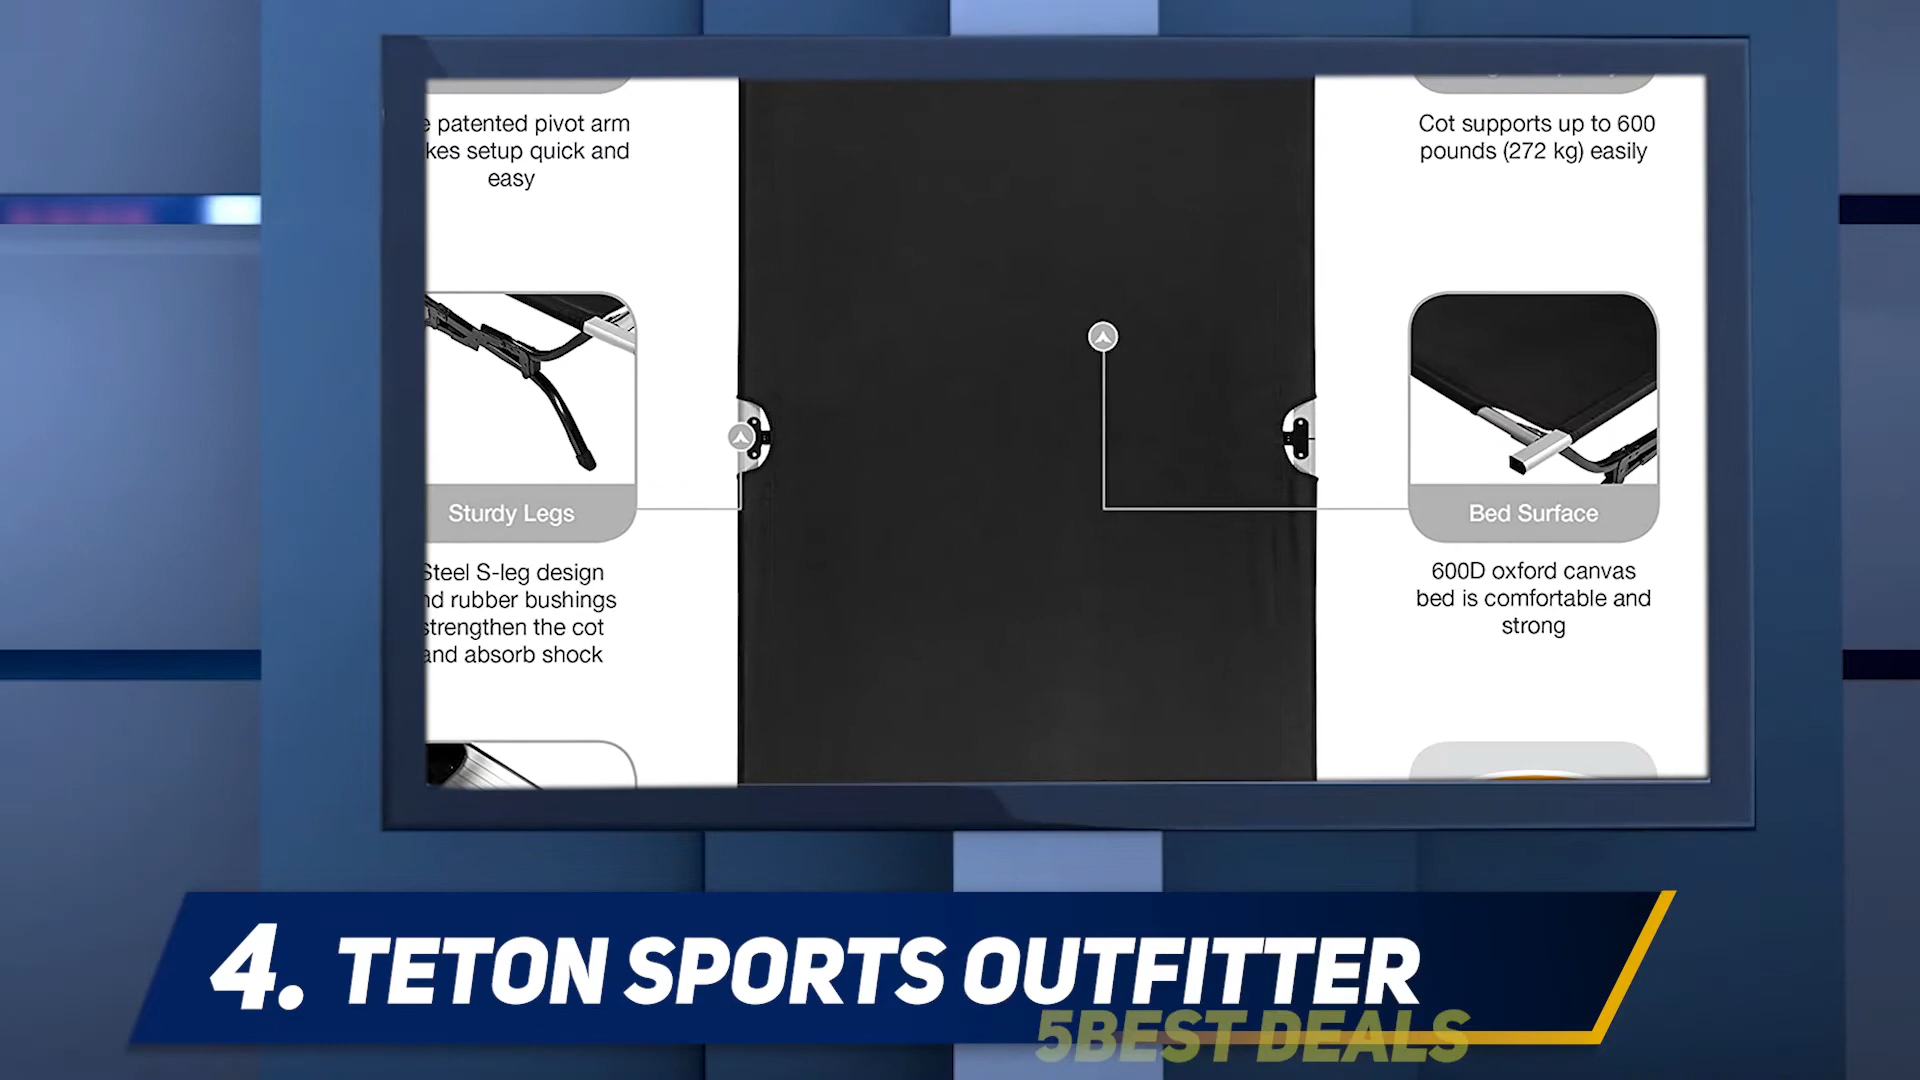 patented pivot arm
kes setup quick and
easy
Cot supports up to 600
pounds (272 kg) easily
Sturdy Legs
Steel S-leg design
nd rubber bushings
strengthen the cot
and absorb shock
Bed Surface
600D oxford canvas
bed is comfortable and
strong
4. TETON SPORTS OUTFITTER
5BEST DEALS